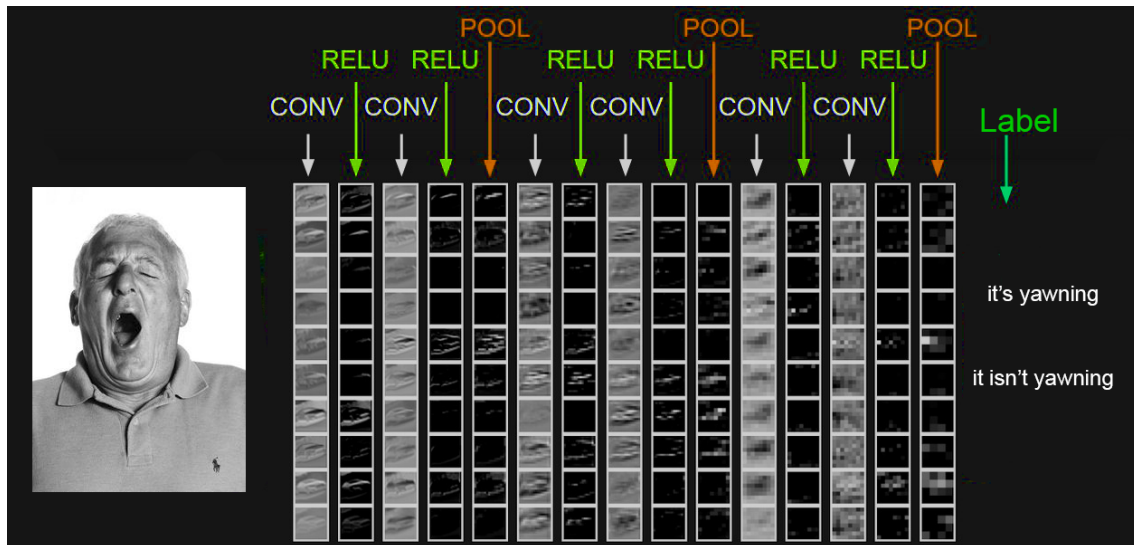 POOL POOL POOL
RELU RELU RELU RELU RELU RELU
CONV CONV CONV CONV CONV CONV
Label
it's yawning
it isn't yawning